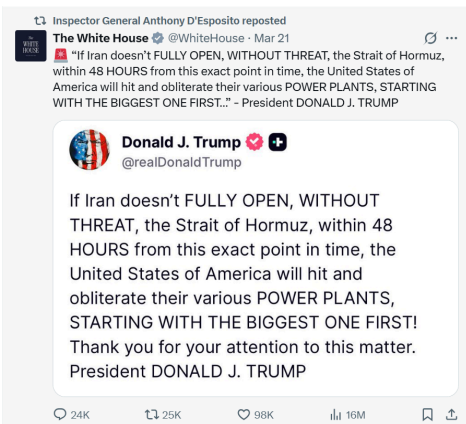 Inspector General Anthony D'Esposito reposted
The White House @WhiteHouse · Mar 21
THE WHITE HOUSE
🚨 “If Iran doesn’t FULLY OPEN, WITHOUT THREAT, the Strait of Hormuz,
within 48 HOURS from this exact point in time, the United States of
America will hit and obliterate their various POWER PLANTS, STARTING
WITH THE BIGGEST ONE FIRST...” - President DONALD J. TRUMP
Donald J. Trump
@realDonaldTrump
If Iran doesn’t FULLY OPEN, WITHOUT
THREAT, the Strait of Hormuz, within 48
HOURS from this exact point in time, the
United States of America will hit and
obliterate their various POWER PLANTS,
STARTING WITH THE BIGGEST ONE FIRST!
Thank you for your attention to this matter.
President DONALD J. TRUMP
24K 25K 98K 16M